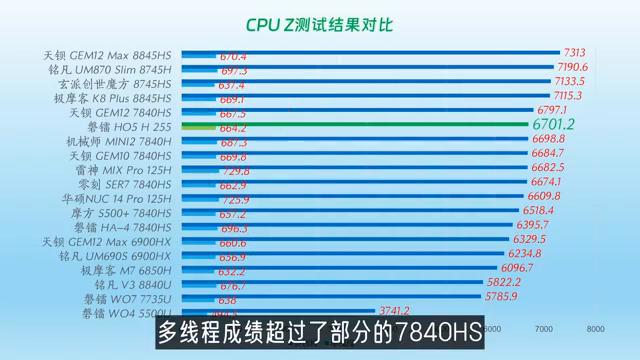 CPU Z测试结果对比
天钡 GEM12 Max 8845HS 670.4 7313
铭凡 UM870 Slim 8745H 697.3 7190.6
玄派创世魔方 8745HS 637.4 7133.5
极摩客 K8 Plus 8845HS 669.1 7115.3
天钡 GEM12 7840HS 667.5 6797.1
磐镭 HO5 H 255 664.2 6701.2
机械师 MINI2 7840H 687.3 6698.8
天钡 GEM10 7840HS 669.8 6684.7
雷神 MIX Pro 125H 729.8 6682.5
零刻 SER7 7840HS 662.9 6674.1
华硕NUC 14 Pro 125H 725.9 6609.8
摩方 S500+ 7840HS 657.2 6518.4
磐镭 HA-4 7840HS 696.3 6395.7
天钡 GEM12 Max 6900HX 660.6 6329.5
铭凡 UM690S 6900HX 656.9 6234.8
极摩客 M7 6850H 632.2 6096.7
铭凡 V3 8840U 676.7 5822.2
磐镭 WO7 7735U 638 5785.9
磐镭 WO4 5500U 3741.2
6000 7000 8000
多线程成绩超过了部分的7840HS